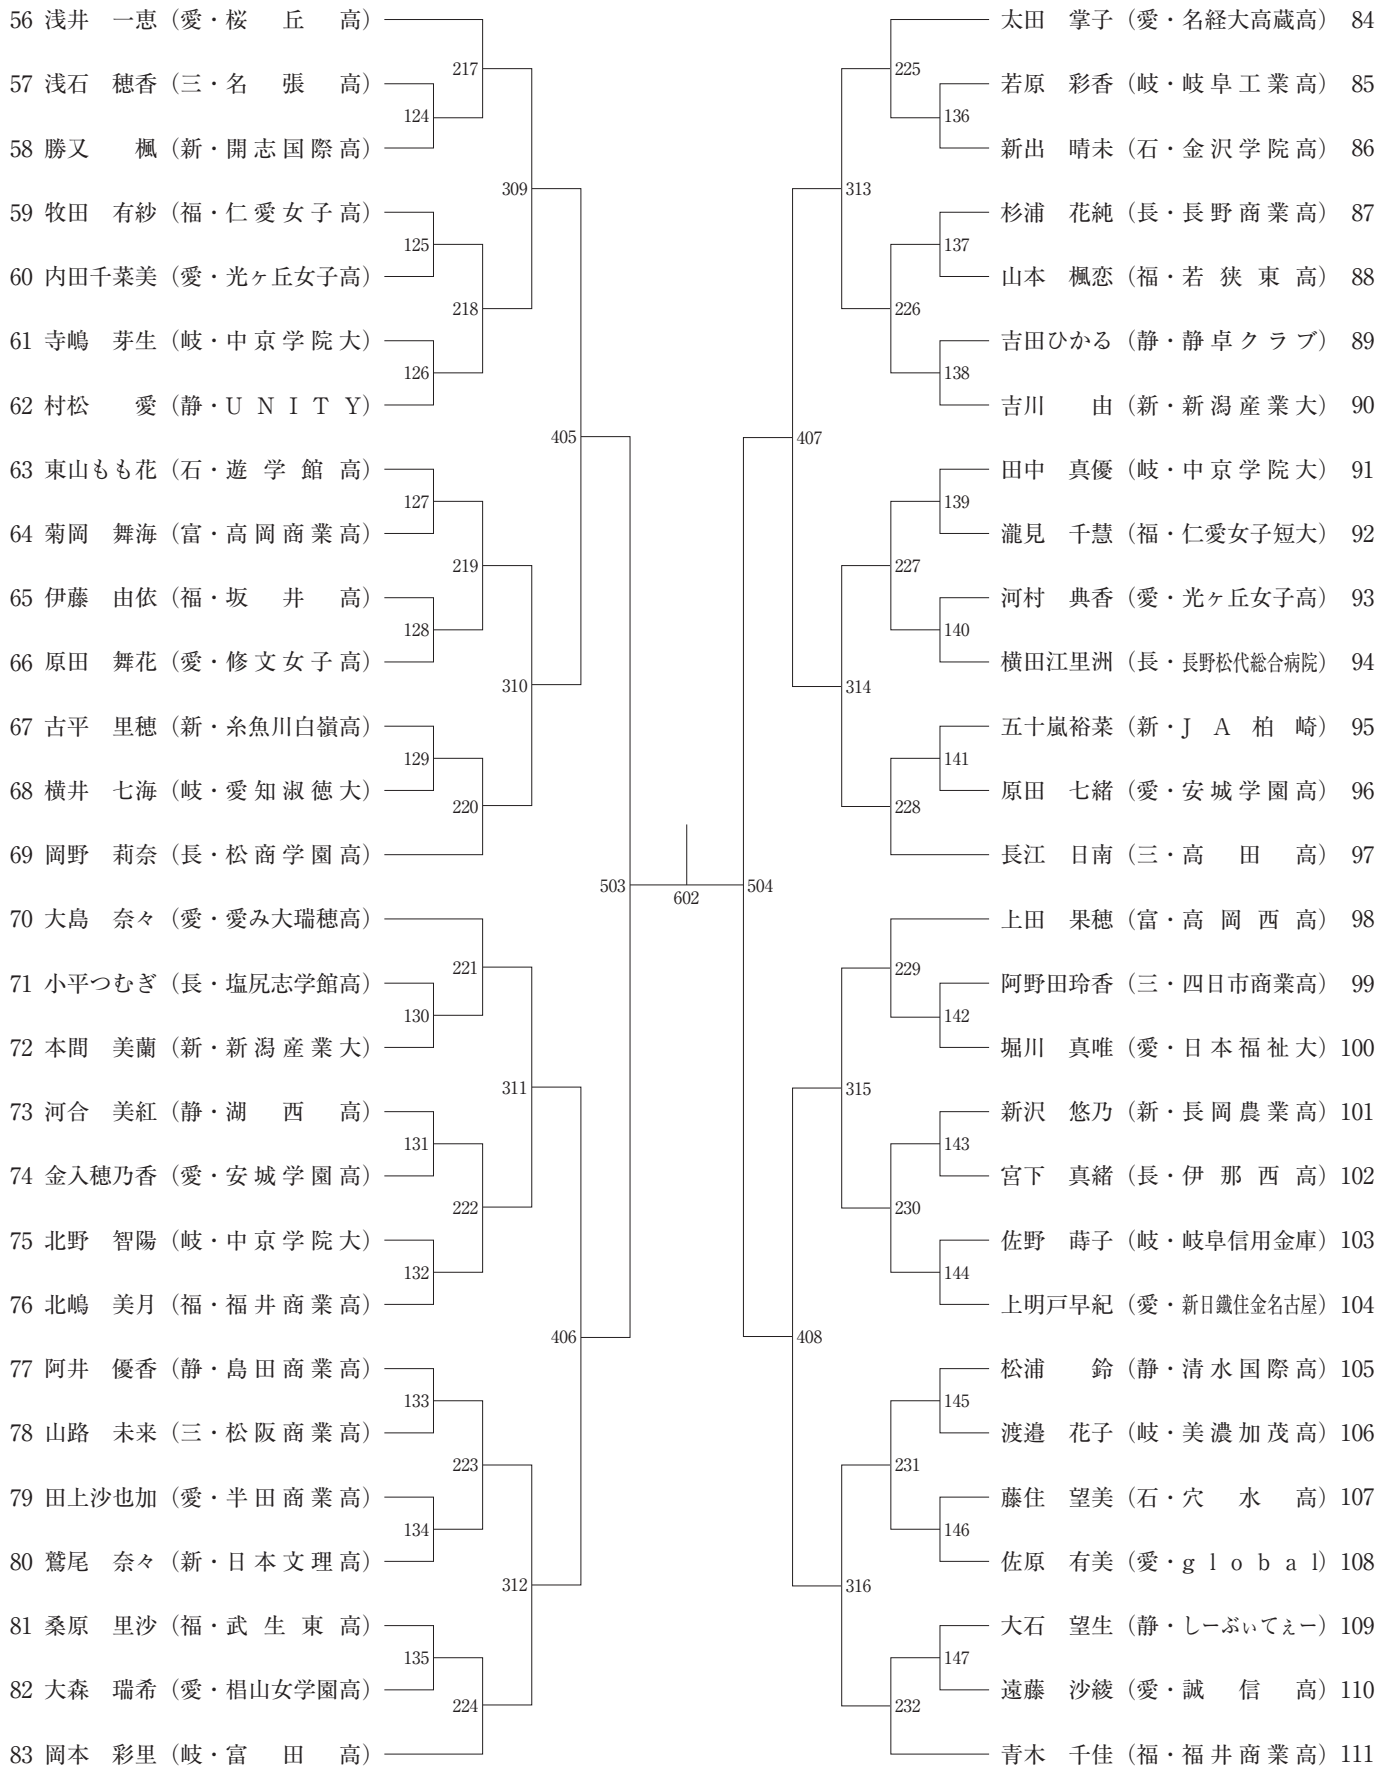 56 浅井　一恵（愛・桜丘高）
217
57 浅石　穂香（三・名張高）
124
58 勝又　楓（新・開志国際高）
309
59 牧田　有紗（福・仁愛女子高）
125
60 内田千菜美（愛・光ヶ丘女子高）
218
61 寺嶋　芽生（岐・中京学院大）
126
62 村松　愛（静・UNITY）
405
63 東山もも花（石・遊学館高）
127
64 菊岡　舞海（富・高岡商業高）
219
65 伊藤　由依（福・坂井高）
128
66 原田　舞花（愛・修文女子高）
310
67 古平　里穂（新・糸魚川白嶺高）
129
68 横井　七海（岐・愛知淑徳大）
220
69 岡野　莉奈（長・松商学園高）
503
70 大島　奈々（愛・愛み大瑞穂高）
221
71 小平つむぎ（長・塩尻志学館高）
130
72 本間　美蘭（新・新潟産業大）
311
73 河合　美紅（静・湖西高）
131
74 金入穂乃香（愛・安城学園高）
222
75 北野　智陽（岐・中京学院大）
132
76 北嶋　美月（福・福井商業高）
406
77 阿井　優香（静・島田商業高）
133
78 山路　未来（三・松阪商業高）
223
79 田上沙也加（愛・半田商業高）
134
80 鷲尾　奈々（新・日本文理高）
312
81 桑原　里沙（福・武生東高）
135
82 大森　瑞希（愛・椙山女学園高）
224
83 岡本　彩里（岐・富田高）
602
太田　掌子（愛・名経大高蔵高） 84
225
若原　彩香（岐・岐阜工業高） 85
136
新出　晴未（石・金沢学院高） 86
313
杉浦　花純（長・長野商業高） 87
137
山本　楓恋（福・若狭東高） 88
226
吉田ひかる（静・静卓クラブ） 89
138
吉川　由（新・新潟産業大） 90
407
田中　真優（岐・中京学院大） 91
139
瀧見　千慧（福・仁愛女子短大） 92
227
河村　典香（愛・光ヶ丘女子高） 93
140
横田江里洲（長・長野松代総合病院） 94
314
五十嵐裕菜（新・JA柏崎） 95
141
原田　七緒（愛・安城学園高） 96
228
長江　日南（三・高田高） 97
504
上田　果穂（富・高岡西高） 98
229
阿野田玲香（三・四日市商業高） 99
142
堀川　真唯（愛・日本福祉大） 100
315
新沢　悠乃（新・長岡農業高） 101
143
宮下　真緒（長・伊那西高） 102
230
佐野　蒔子（岐・岐阜信用金庫） 103
144
上明戸早紀（愛・新日鐵住金名古屋） 104
408
松浦　鈴（静・清水国際高） 105
145
渡邉　花子（岐・美濃加茂高） 106
231
藤住　望美（石・穴水高） 107
146
佐原　有美（愛・global） 108
316
大石　望生（静・しーぶぃてぇー） 109
147
遠藤　沙綾（愛・誠信高） 110
232
青木　千佳（福・福井商業高） 111